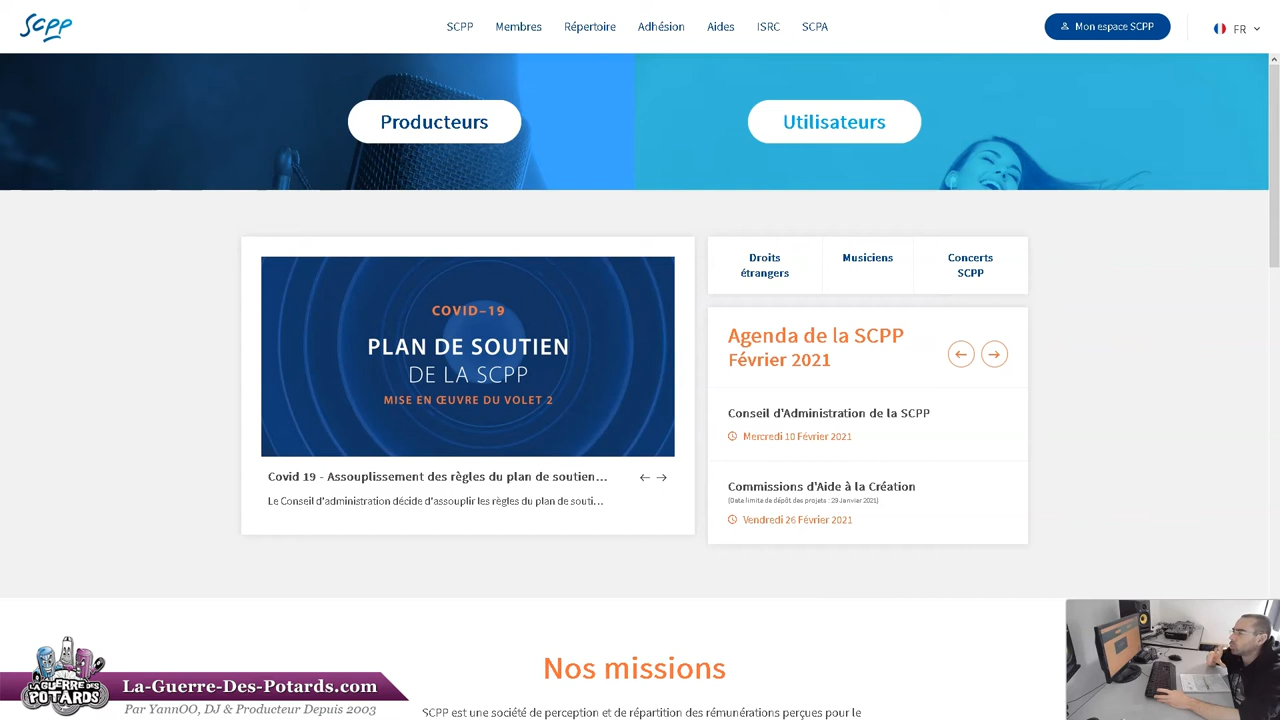 SCPP
SCPP Membres Répertoire Adhésion Aides ISRC SCPA
Mon espace SCPP
FR
Producteurs
Utilisateurs
COVID-19
PLAN DE SOUTIEN
DE LA SCPP
MISE EN ŒUVRE DU VOLET 2
Covid 19 - Assouplissement des règles du plan de soutien...
Le Conseil d'administration décide d'assouplir les règles du plan de souti...
Droits
étrangers
Musiciens
Concerts
SCPP
Agenda de la SCPP
Février 2021
Conseil d'Administration de la SCPP
Mercredi 10 Février 2021
Commissions d'Aide à la Création
(Date limite de dépôt des projets : 29 Janvier 2021)
Vendredi 26 Février 2021
Nos missions
SCPP est une société de perception et de répartition des rémunérations perçues pour le
LA GUERRE DES
POTARDS
La-Guerre-Des-Potards.com
Par YannOO, DJ & Producteur Depuis 2003